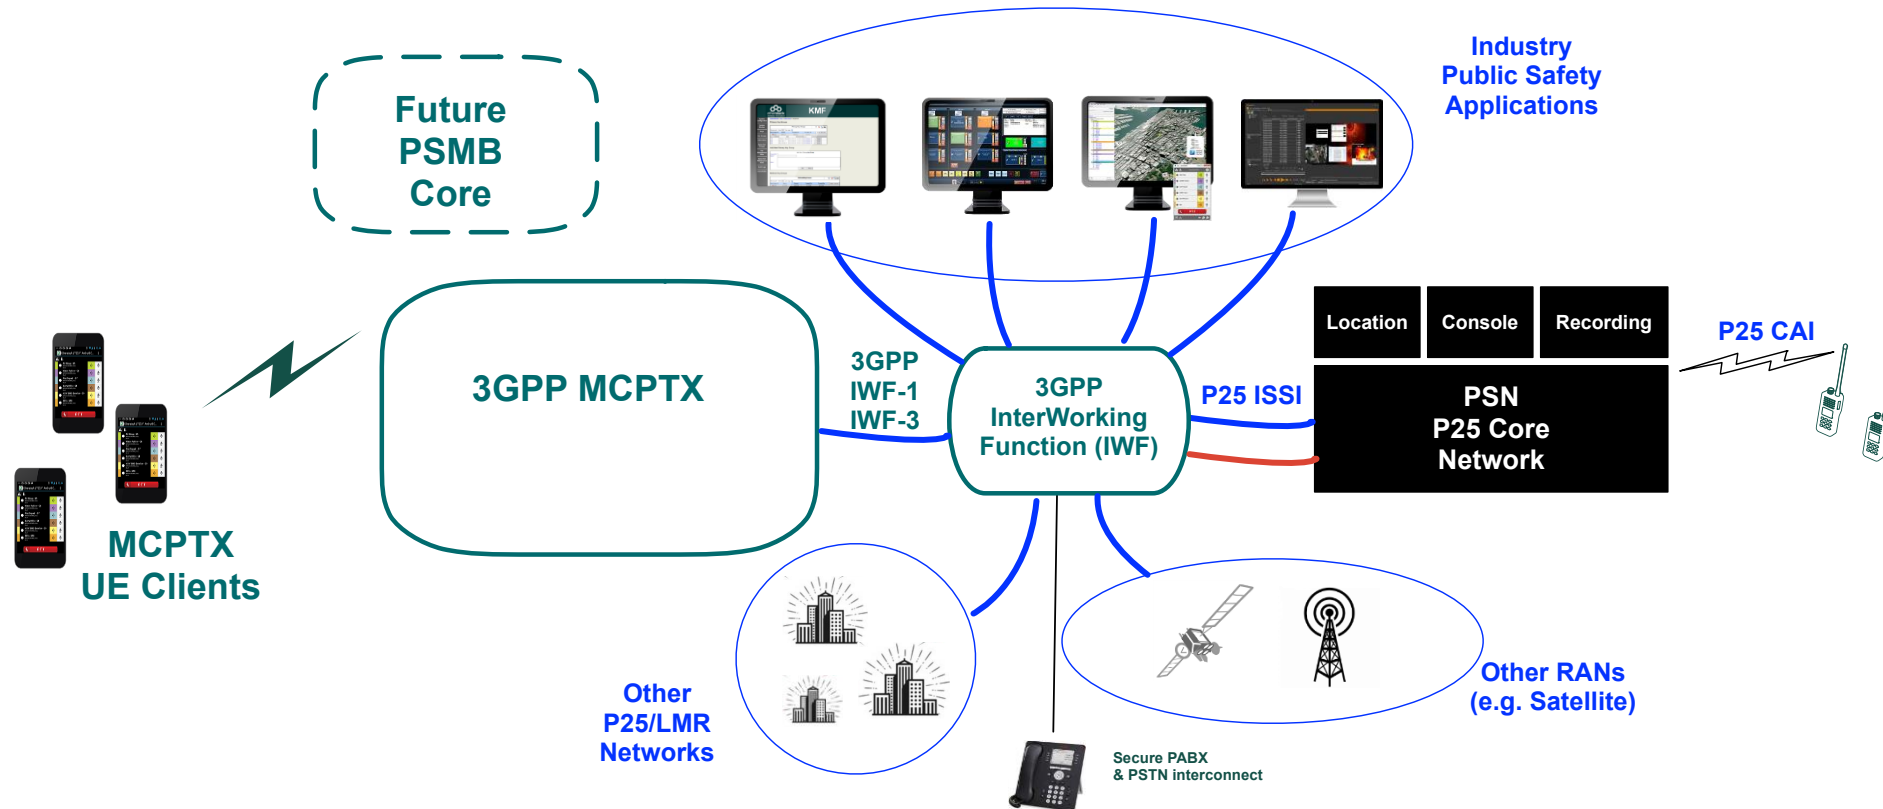 Industry
Public Safety
Applications
Future
PSMB
Core
KMF
3GPP MCPTX
3GPP
IWF-1
IWF-3
3GPP
InterWorking
Function (IWF)
P25 ISSI
Location
Console
Recording
PSN
P25 Core
Network
P25 CAI
MCPTX
UE Clients
Other
P25/LMR
Networks
Other RANs
(e.g. Satellite)
Secure PABX
& PSTN interconnect